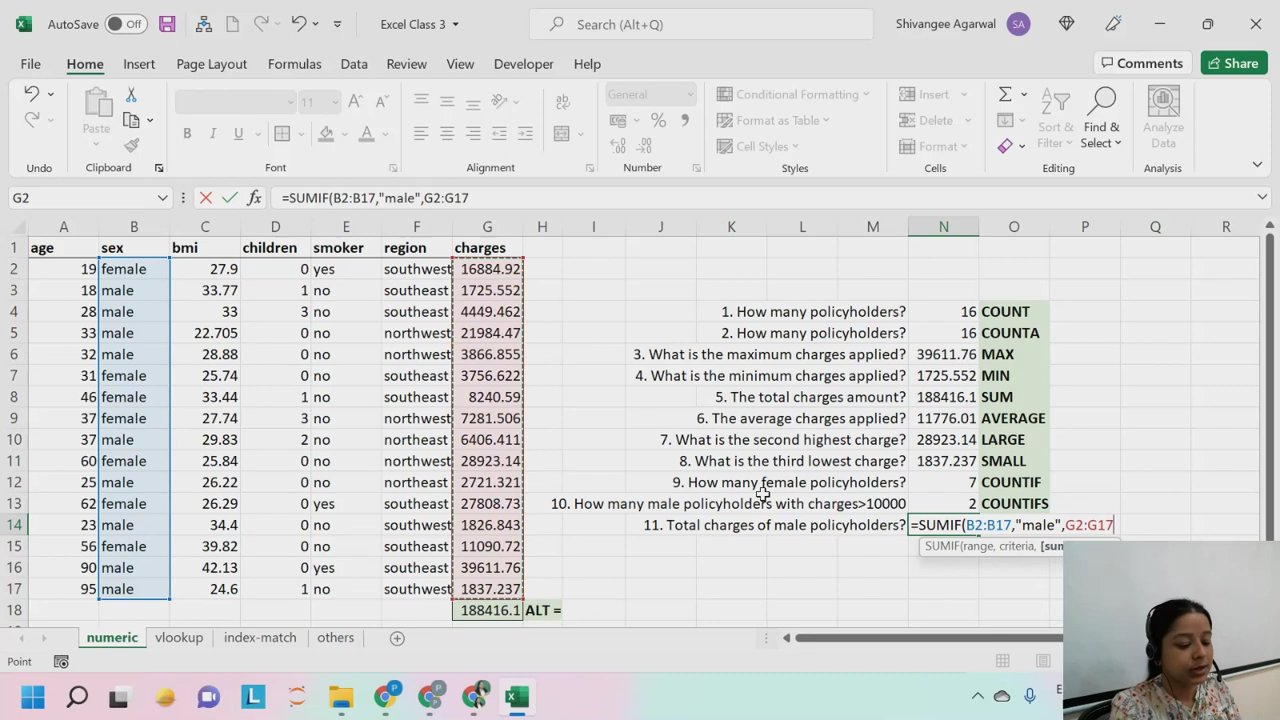 AutoSave Off Excel Class 3 Search (Alt+Q) Shivangee Agarwal SA
File Home Insert Page Layout Formulas Data Review View Developer Help Comments Share
Undo
Paste
Clipboard
11
B I U
Font
Alignment
General
Number
Conditional Formatting
Format as Table
Cell Styles
Styles
Insert
Delete
Format
Cells
Sort & Filter
Find & Select
Editing
Analyze Data
Analysis
G2 fx =SUMIF(B2:B17,"male",G2:G17
A B C D E F G H I J K L M N O P Q R
1 age sex bmi children smoker region charges
2 19 female 27.9 0 yes southwest 16884.92
3 18 male 33.77 1 no southeast 1725.552
4 28 male 33 3 no southeast 4449.462 1. How many policyholders? 16 COUNT
5 33 male 22.705 0 no northwest 21984.47 2. How many policyholders? 16 COUNTA
6 32 male 28.88 0 no northwest 3866.855 3. What is the maximum charges applied? 39611.76 MAX
7 31 female 25.74 0 no southeast 3756.622 4. What is the minimum charges applied? 1725.552 MIN
8 46 female 33.44 1 no southeast 8240.59 5. The total charges amount? 188416.1 SUM
9 37 female 27.74 3 no northwest 7281.506 6. The average charges applied? 11776.01 AVERAGE
10 37 male 29.83 2 no northeast 6406.411 7. What is the second highest charge? 28923.14 LARGE
11 60 female 25.84 0 no northwest 28923.14 8. What is the third lowest charge? 1837.237 SMALL
12 25 male 26.22 0 no northeast 2721.321 9. How many female policyholders? 7 COUNTIF
13 62 female 26.29 0 yes southeast 27808.73 10. How many male policyholders with charges>10000 2 COUNTIFS
14 23 male 34.4 0 no southwest 1826.843 11. Total charges of male policyholders? =SUMIF(B2:B17,"male",G2:G17
15 56 female 39.82 0 no southeast 11090.72 SUMIF(range, criteria, [sum
16 90 male 42.13 0 yes southeast 39611.76
17 95 male 24.6 1 no southwest 1837.237
18 188416.1 ALT =
numeric vlookup index-match others
Point